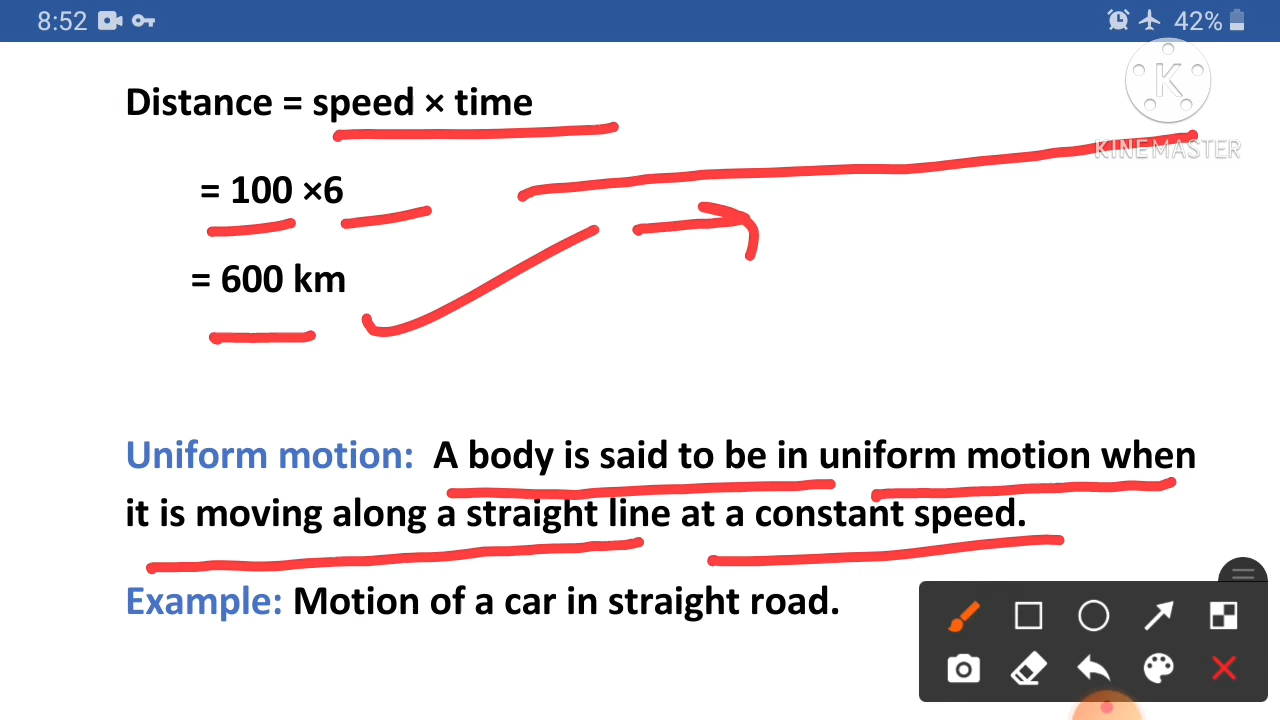 8:52 42%
Distance = speed × time
K
KINEMASTER
= 100 ×6
= 600 km
Uniform motion: A body is said to be in uniform motion when
it is moving along a straight line at a constant speed.
Example: Motion of a car in straight road.